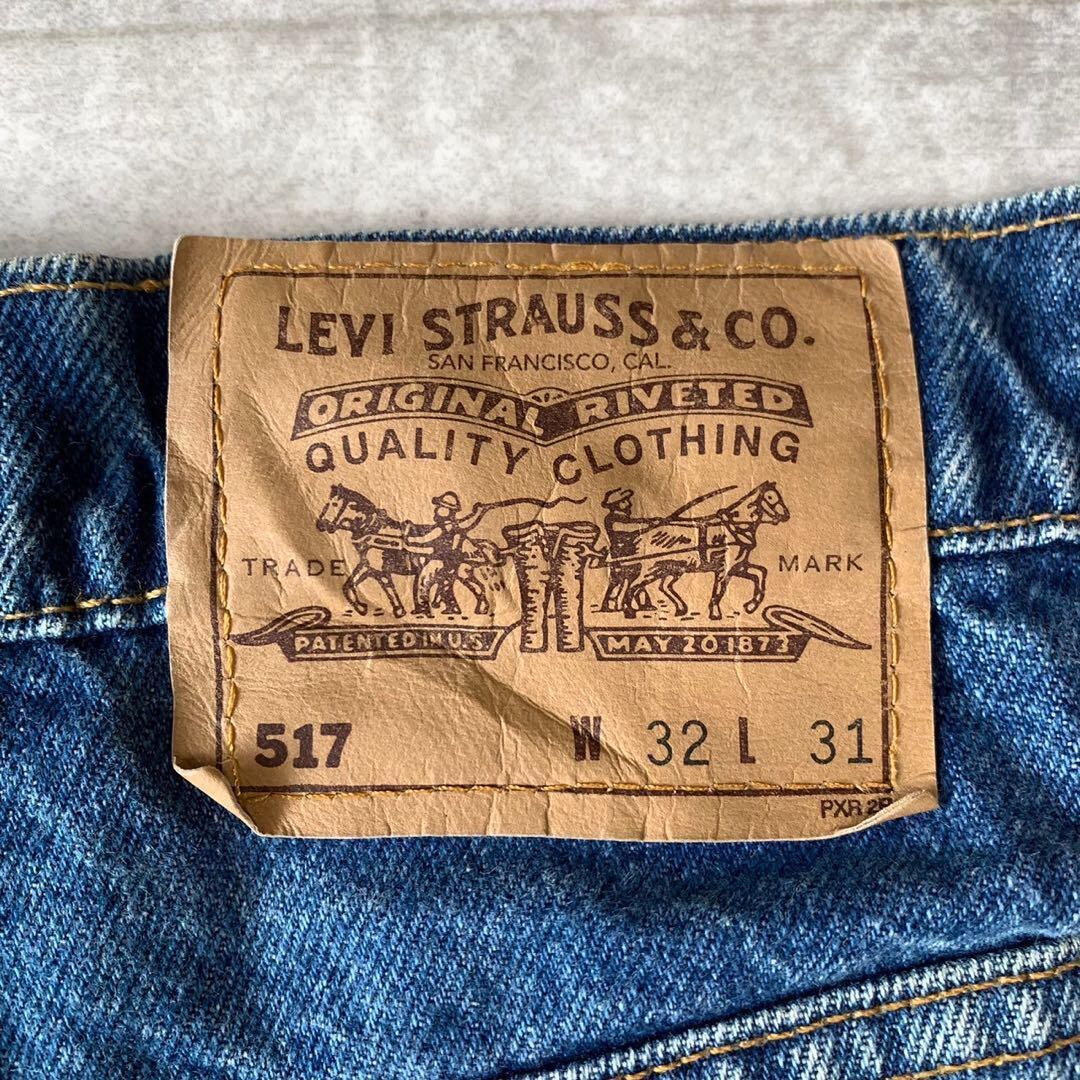 LEVI STRAUSS & CO.
SAN FRANCISCO, CAL.
ORIGINAL RIVETED
QUALITY CLOTHING
TRADE MARK
PATENTED IN U.S. MAY 20 1873
517 W 32 L 31
PXR